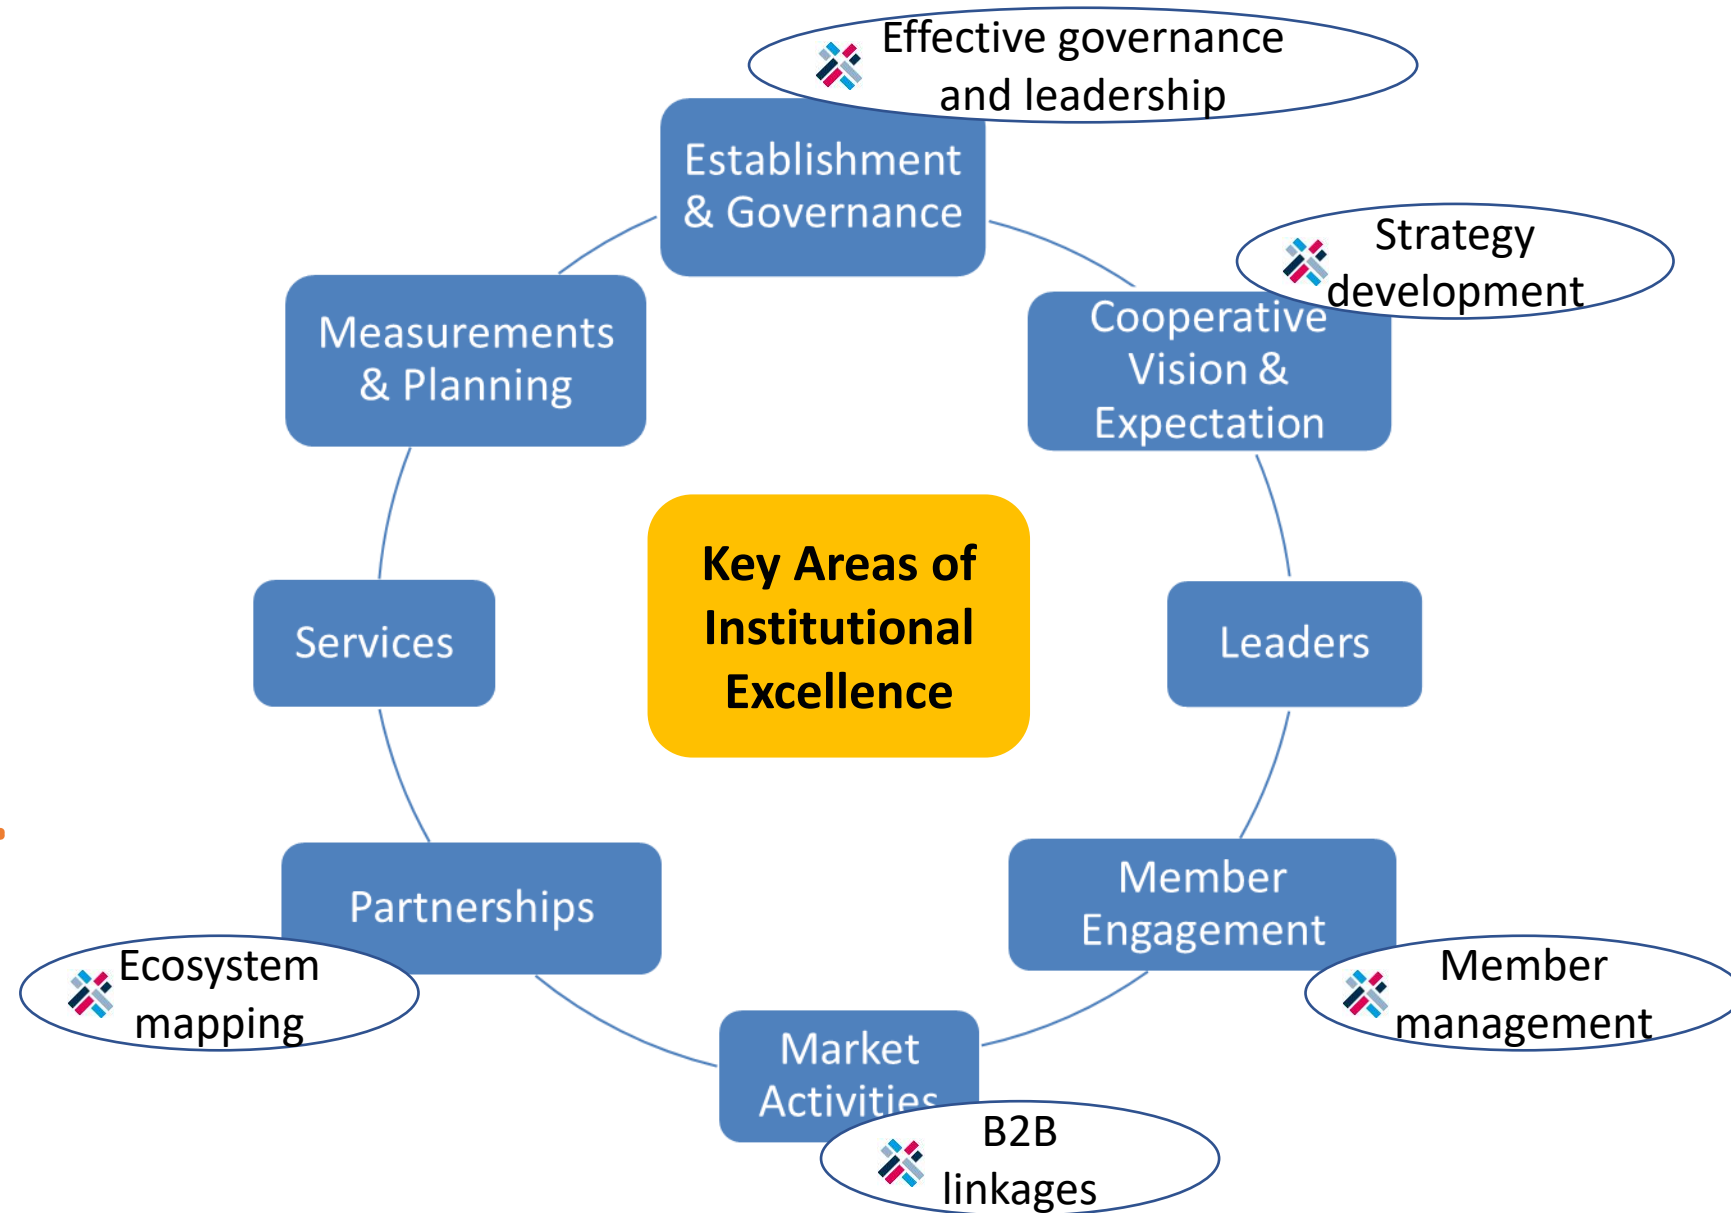 Effective governance
and leadership
Establishment
& Governance
Strategy
development
Cooperative
Vision &
Expectation
Measurements
& Planning
Key Areas of
Institutional
Excellence
Services
Leaders
Partnerships
Member
Engagement
Ecosystem
mapping
Member
management
Market
Activities
B2B
linkages